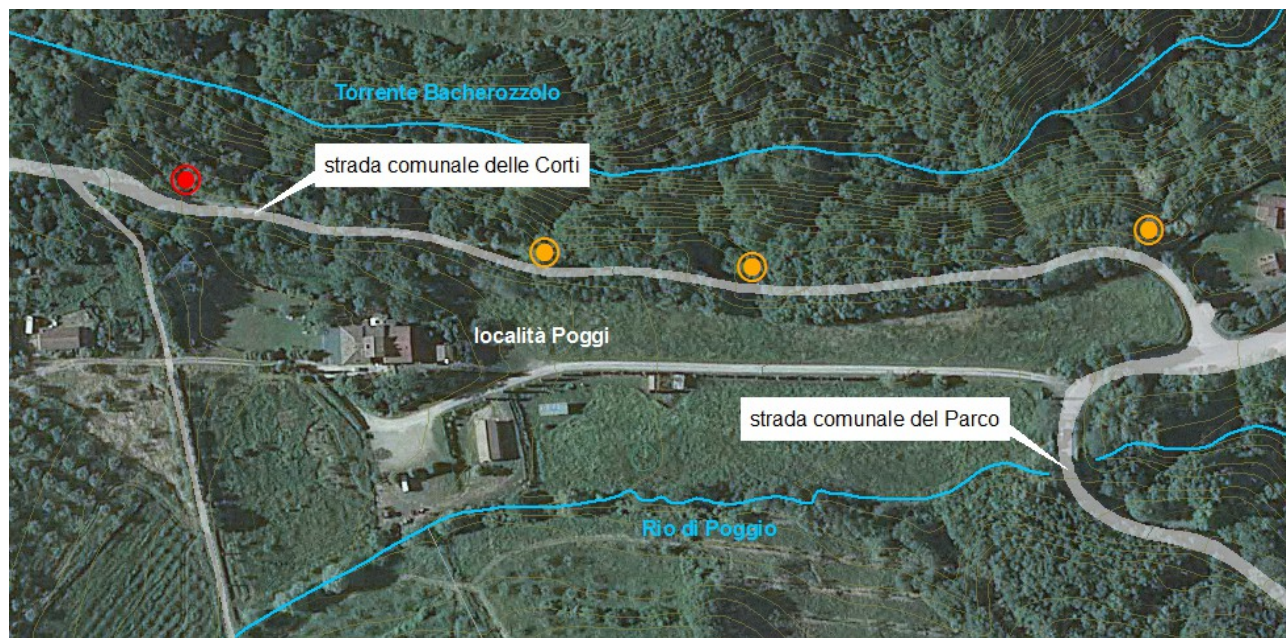 Torrente Bacherozzolo
strada comunale delle Corti
località Poggi
strada comunale del Parco
Rio di Poggio